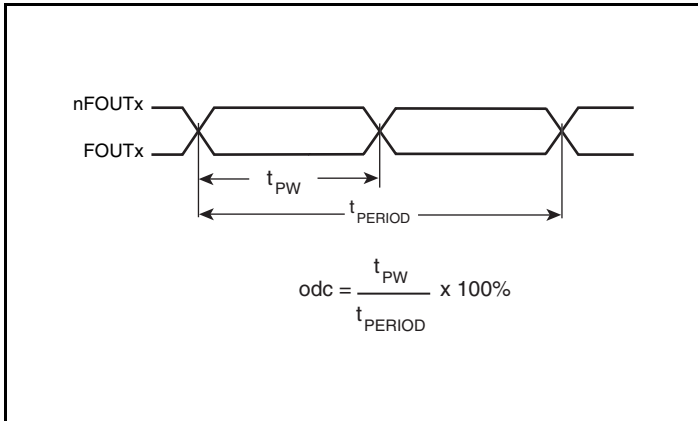 nFOUTx
FOUTx
tPW
tPERIOD
odc = tPW / tPERIOD x 100%